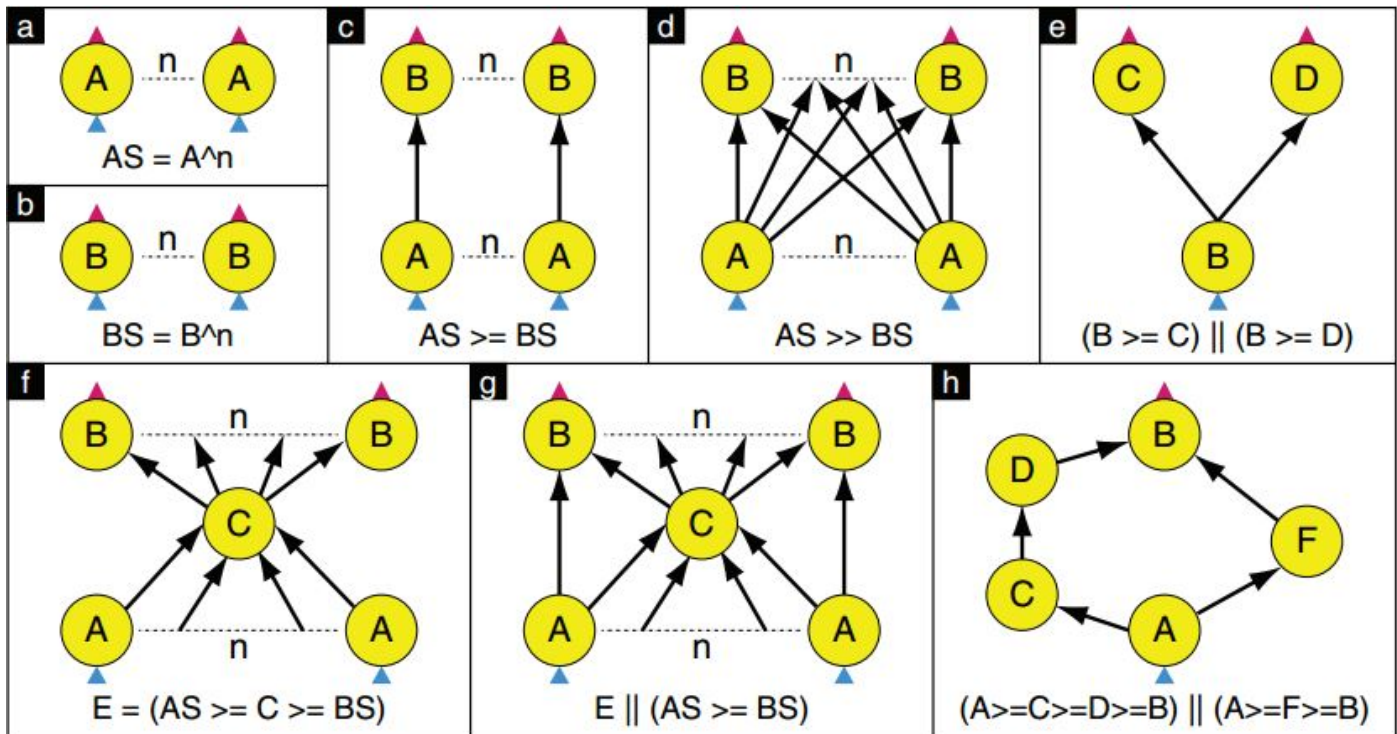 a
A n A
AS = A^n
b
B n B
BS = B^n
c
B n B
A n A
AS >= BS
d
B n B
A n A
AS >> BS
e
C D
B
(B >= C) || (B >= D)
f
B n B
C
A n A
E = (AS >= C >= BS)
g
B n B
C
A n A
E || (AS >= BS)
h
B
D
F
C
A
(A>=C>=D>=B) || (A>=F>=B)